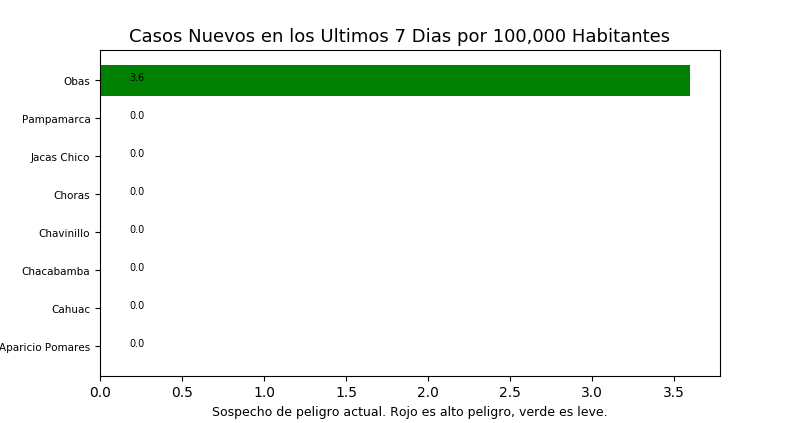 Casos Nuevos en los Ultimos 7 Dias por 100,000 Habitantes
Obas 3.6
Pampamarca 0.0
Jacas Chico 0.0
Choras 0.0
Chavinillo 0.0
Chacabamba 0.0
Cahuac 0.0
Aparicio Pomares 0.0
0.0 0.5 1.0 1.5 2.0 2.5 3.0 3.5
Sospecho de peligro actual. Rojo es alto peligro, verde es leve.